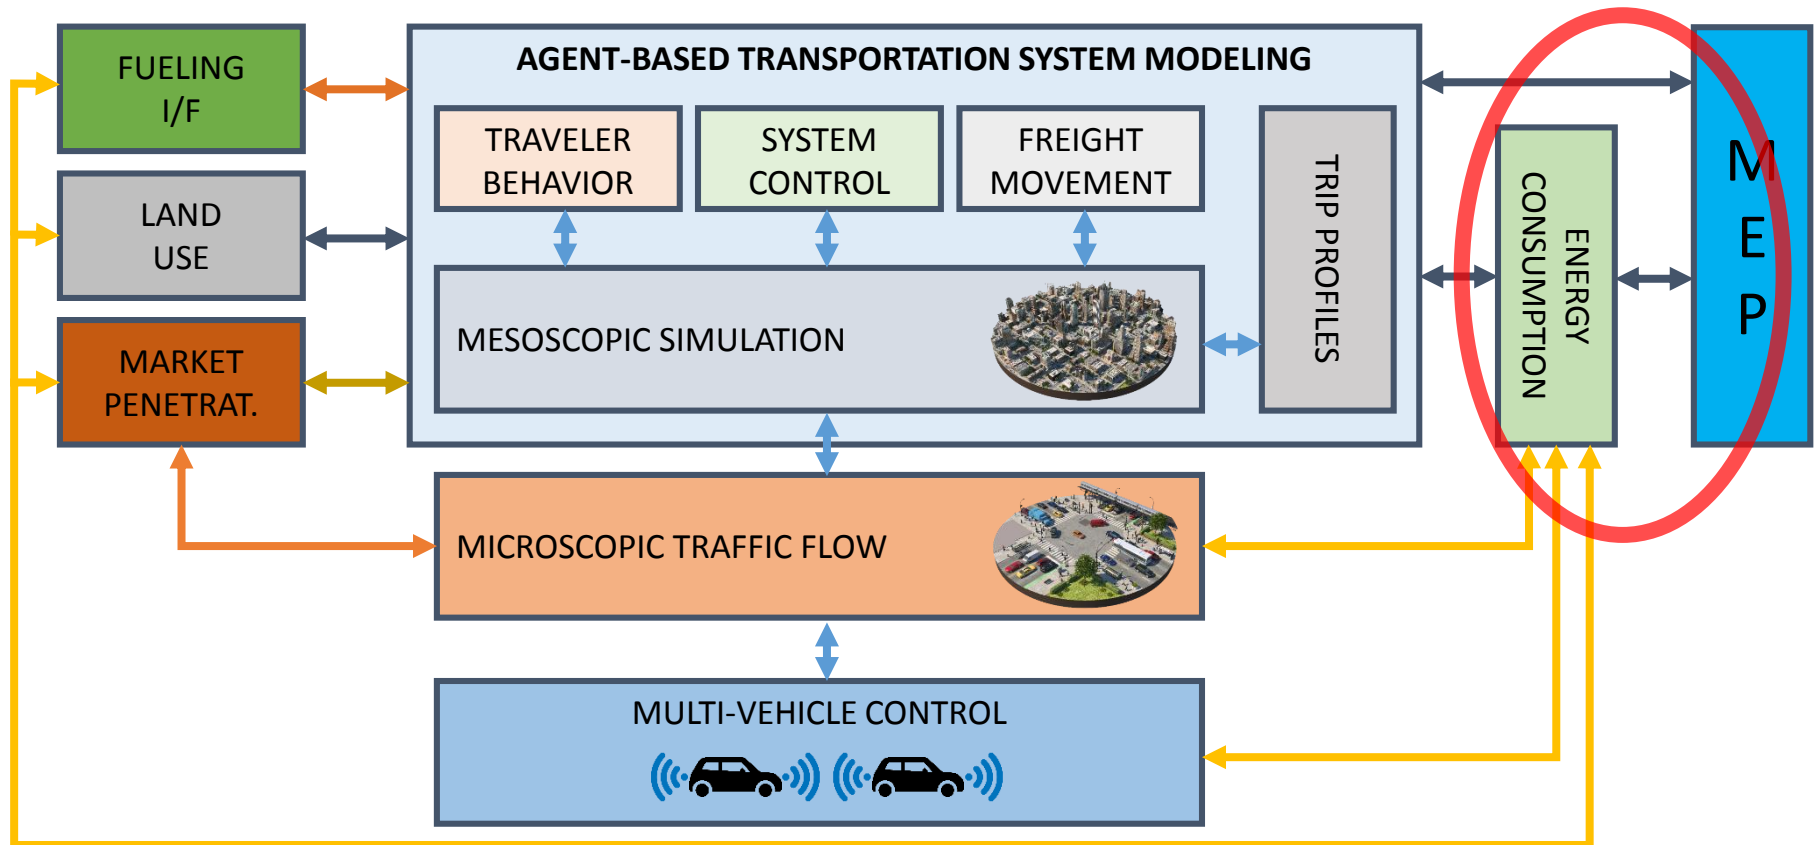 FUELING
I/F
LAND
USE
MARKET
PENETRAT.
AGENT-BASED TRANSPORTATION SYSTEM MODELING
TRAVELER
BEHAVIOR
SYSTEM
CONTROL
FREIGHT
MOVEMENT
MESOSCOPIC SIMULATION
TRIP PROFILES
MICROSCOPIC TRAFFIC FLOW
MULTI-VEHICLE CONTROL
ENERGY
CONSUMPTION
M
E
P